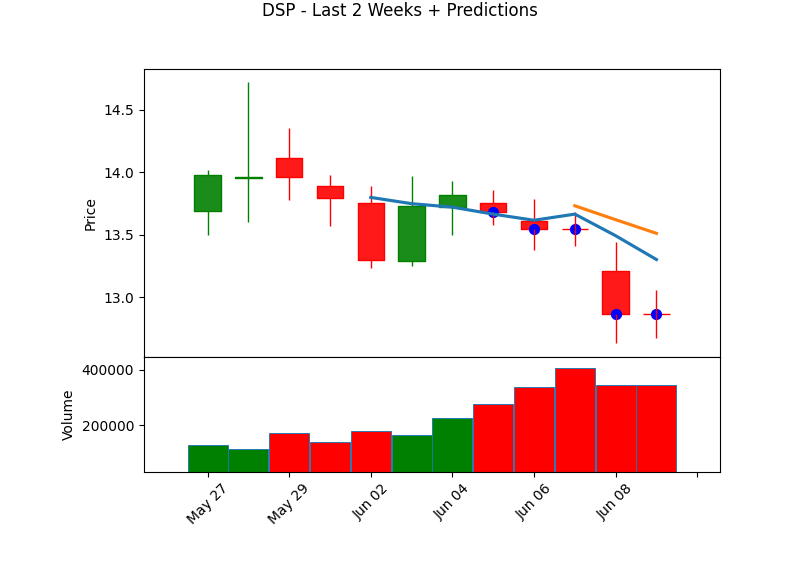 DSP - Last 2 Weeks + Predictions
14.5
14.0
13.5
13.0
Price
400000
200000
Volume
May 27
May 29
Jun 02
Jun 04
Jun 06
Jun 08